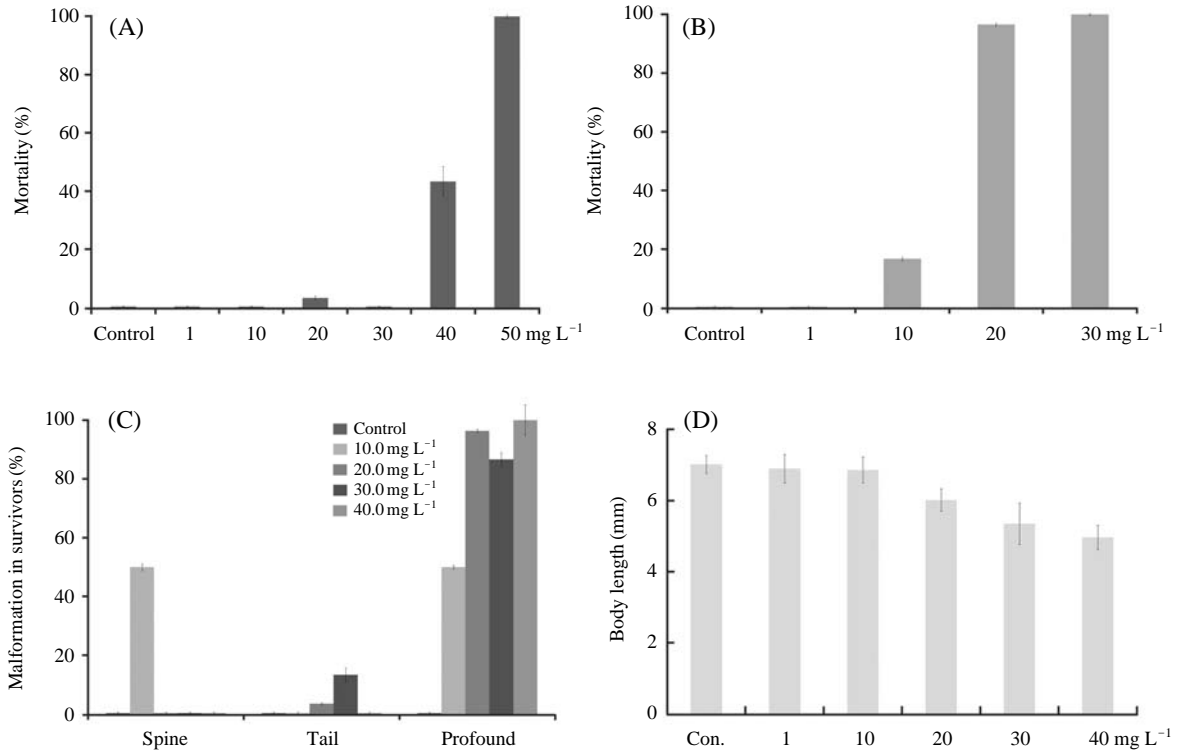 (A)
100
80
60
40
20
0
Mortality (%)
Control 1 10 20 30 40 50 mg L⁻¹
(B)
100
80
60
40
20
0
Mortality (%)
Control 1 10 20 30 mg L⁻¹
(C)
100
80
60
40
20
0
Malformation in survivors (%)
Control
10.0 mg L⁻¹
20.0 mg L⁻¹
30.0 mg L⁻¹
40.0 mg L⁻¹
Spine Tail Profound
(D)
8
6
4
2
0
Body length (mm)
Con. 1 10 20 30 40 mg L⁻¹